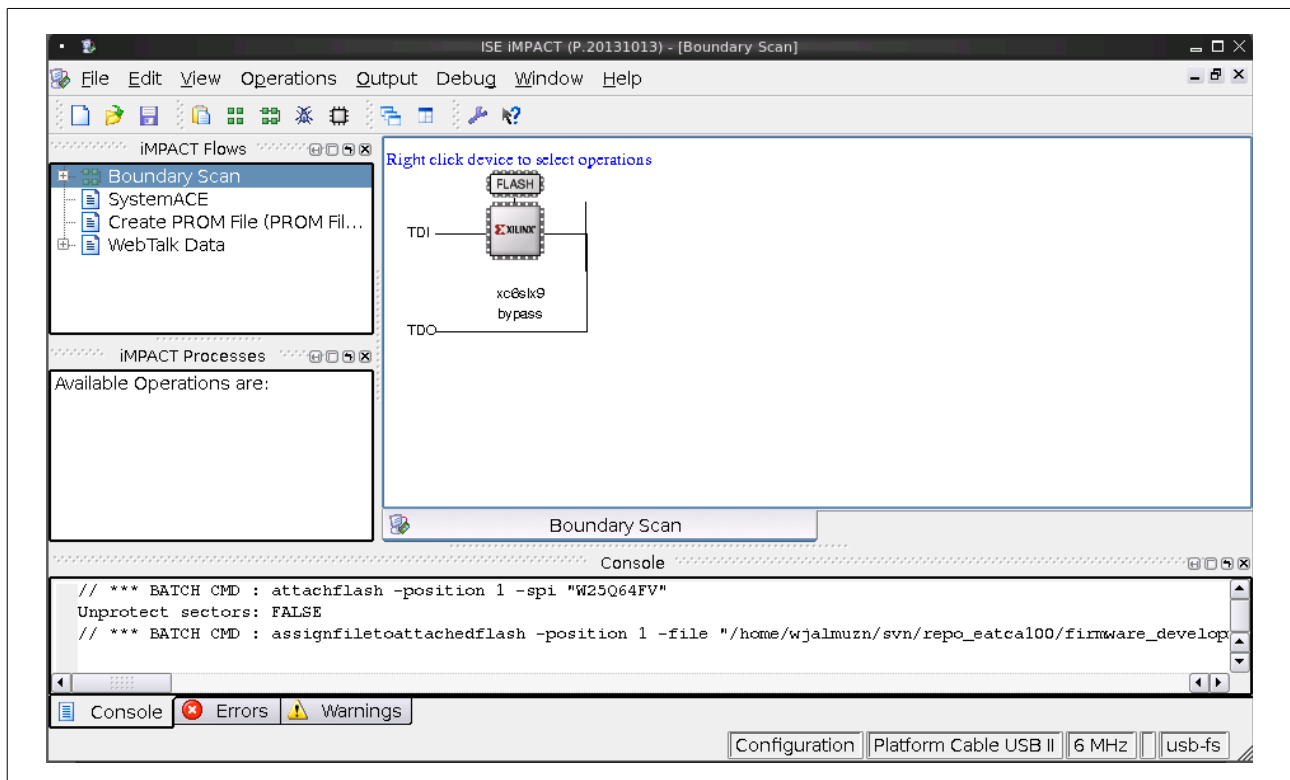 ISE iMPACT (P.20131013) - [Boundary Scan]
File Edit View Operations Output Debug Window Help
iMPACT Flows
Boundary Scan
SystemACE
Create PROM File (PROM Fil...
WebTalk Data
iMPACT Processes
Available Operations are:
Right click device to select operations
FLASH
TDI
XILINX
xc6slx9
bypass
TDO
Boundary Scan
Console
// *** BATCH CMD : attachflash -position 1 -spi "W25Q64FV"
Unprotect sectors: FALSE
// *** BATCH CMD : assignfiletoattachedflash -position 1 -file "/home/wjalmuzn/svn/repo_eatca100/firmware_develop
Console Errors Warnings
Configuration Platform Cable USB II 6 MHz usb-fs